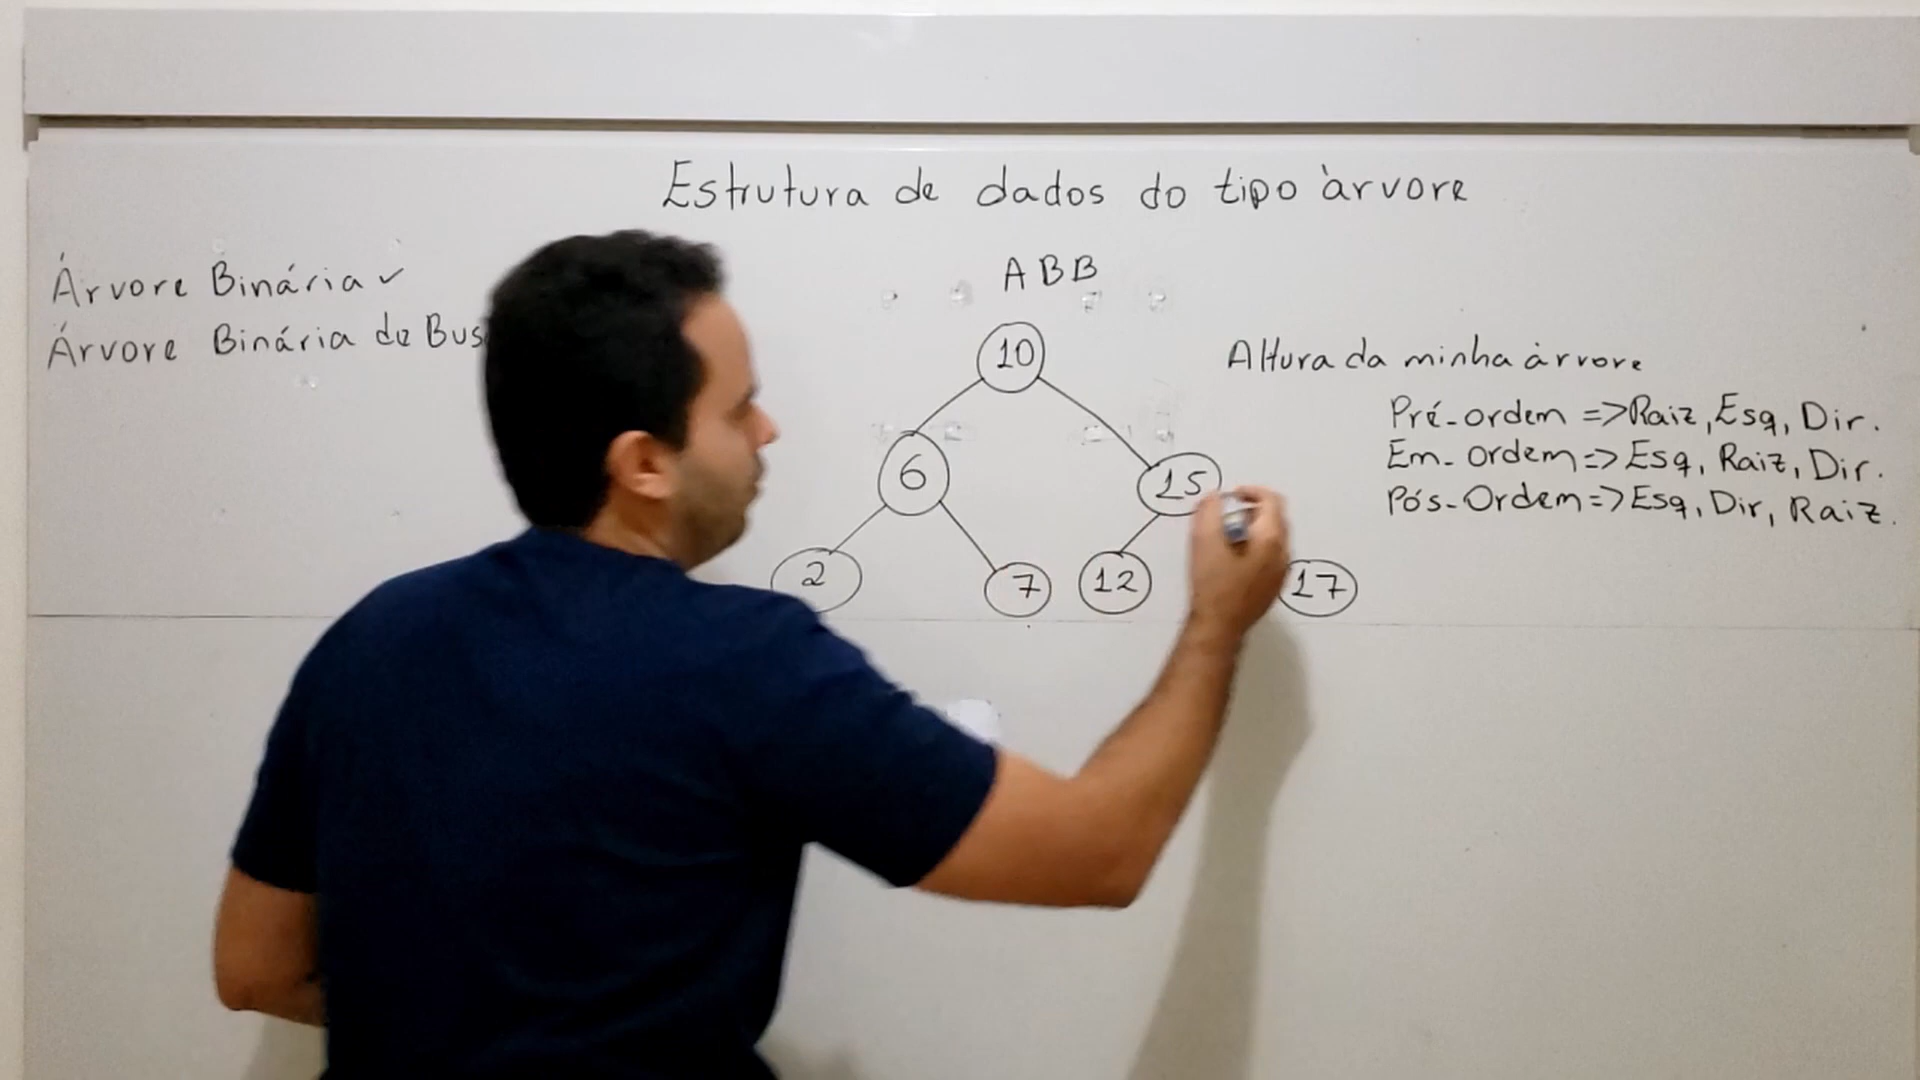 Estrutura de dados do tipo àrvore
Árvore Binária ✓
Árvore Binária de Bus
ABB
10
6
15
2
7
12
17
Altura da minha àrvore
Pré-ordem => Raiz, Esq, Dir.
Em-Ordem => Esq, Raiz, Dir.
Pós-Ordem => Esq, Dir, Raiz.